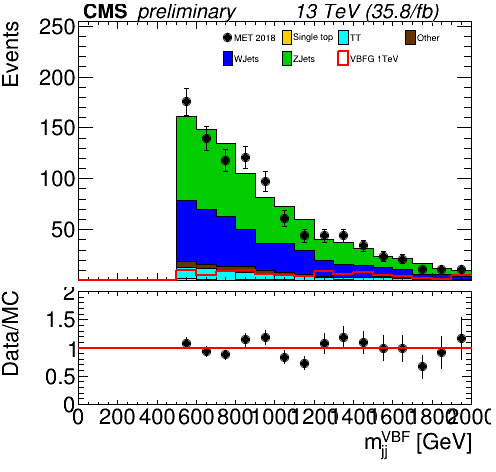 CMS preliminary 13 TeV (35.8/fb)
Events
250
200
150
100
50
MET 2018 Single top TT Other
WJets ZJets VBFG 1TeV
Data/MC
2
1.5
1
0.5
0
0 200 400 600 800 1000 1200 1400 1600 1800 2000
m_jj^VBF [GeV]